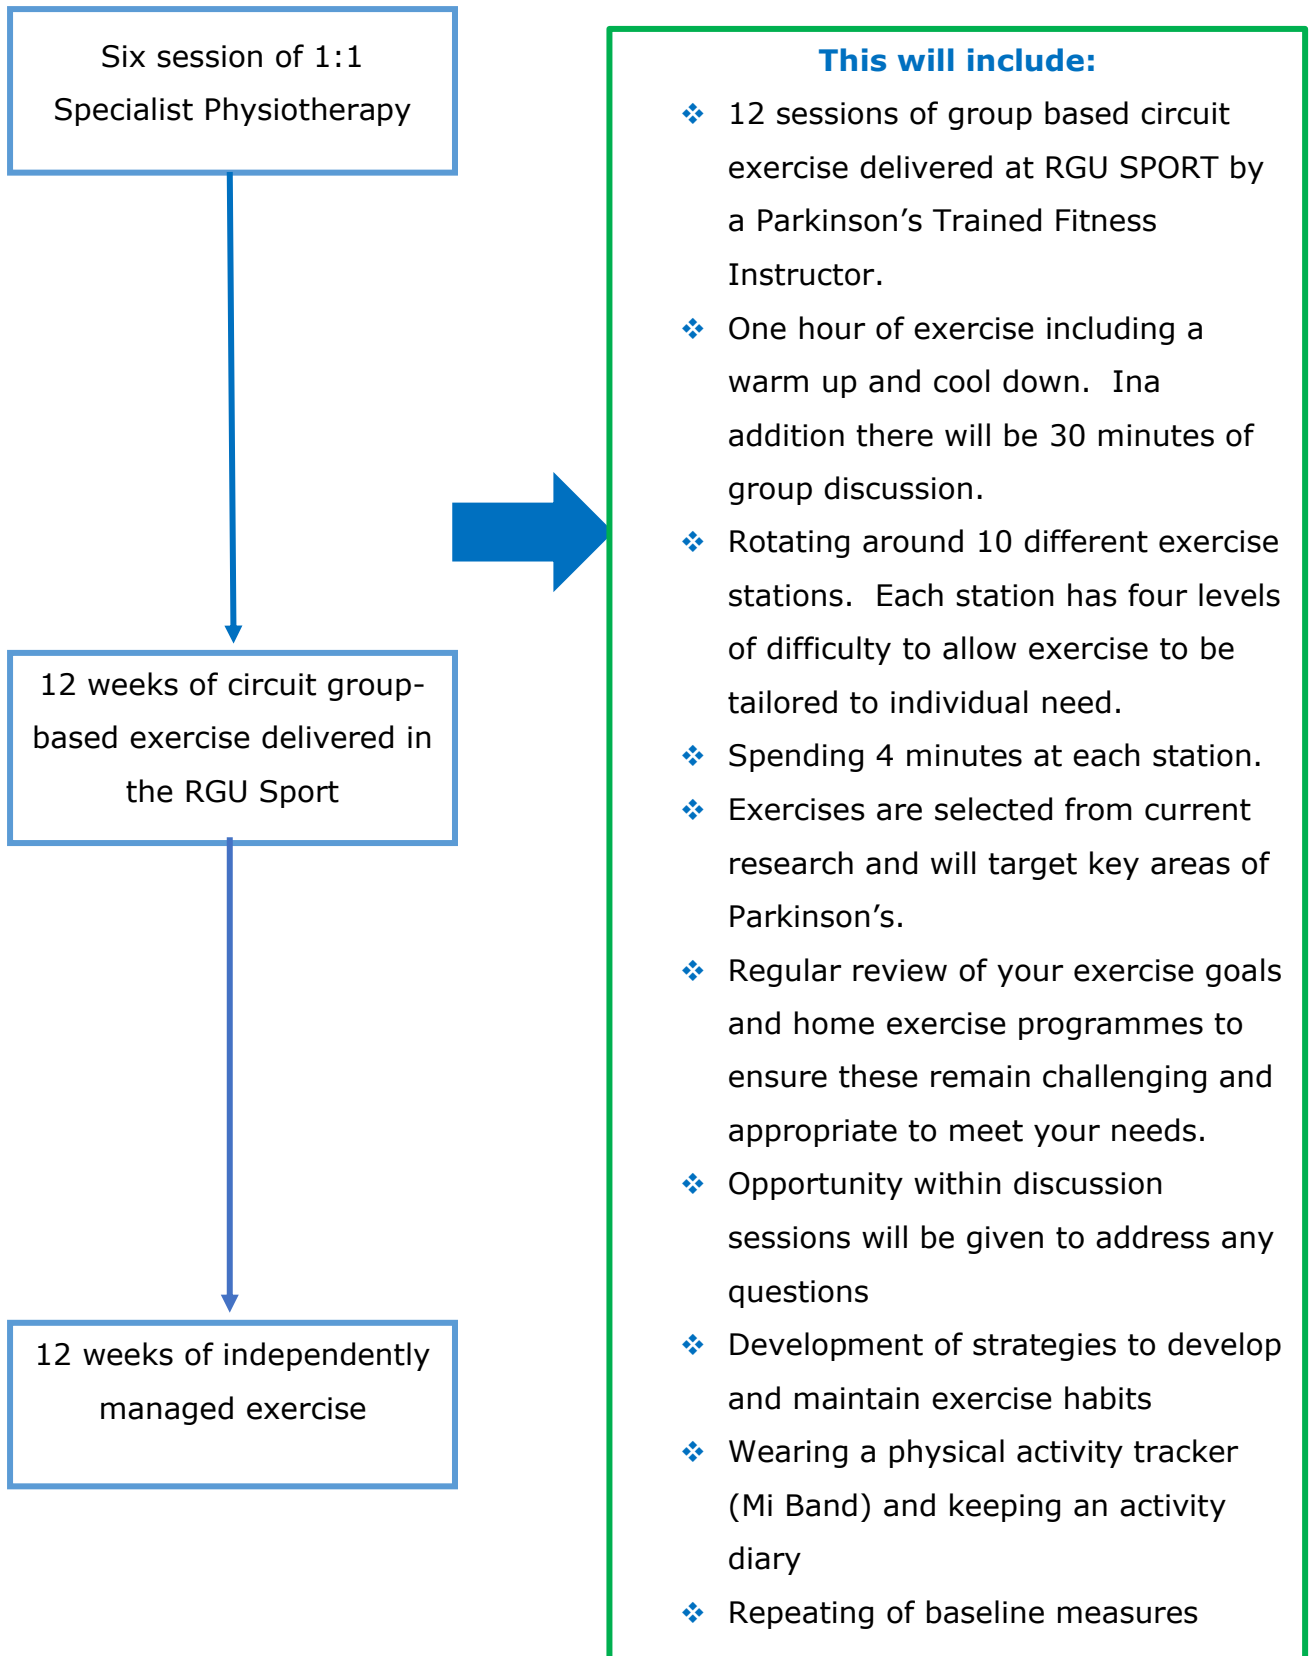 Six session of 1:1
Specialist Physiotherapy
12 weeks of circuit group-
based exercise delivered in
the RGU Sport
12 weeks of independently
managed exercise
This will include:
❖ 12 sessions of group based circuit
exercise delivered at RGU SPORT by
a Parkinson’s Trained Fitness
Instructor.
❖ One hour of exercise including a
warm up and cool down.  Ina
addition there will be 30 minutes of
group discussion.
❖ Rotating around 10 different exercise
stations.  Each station has four levels
of difficulty to allow exercise to be
tailored to individual need.
❖ Spending 4 minutes at each station.
❖ Exercises are selected from current
research and will target key areas of
Parkinson’s.
❖ Regular review of your exercise goals
and home exercise programmes to
ensure these remain challenging and
appropriate to meet your needs.
❖ Opportunity within discussion
sessions will be given to address any
questions
❖ Development of strategies to develop
and maintain exercise habits
❖ Wearing a physical activity tracker
(Mi Band) and keeping an activity
diary
❖ Repeating of baseline measures